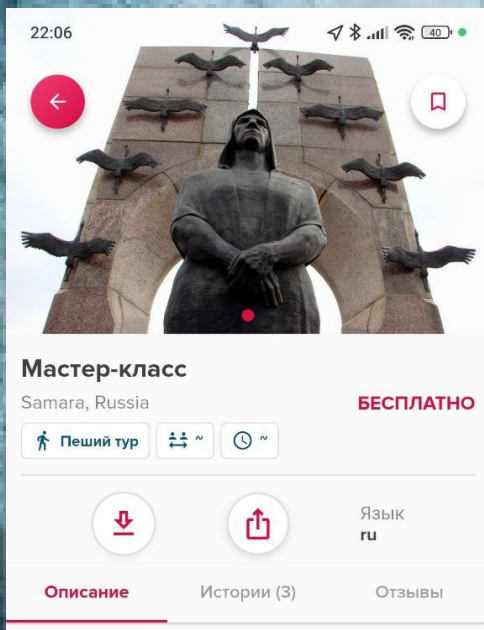 22:06
40
Мастер-класс
Samara, Russia
БЕСПЛАТНО
Пеший тур
~
~
Язык
ru
Описание
Истории (3)
Отзывы